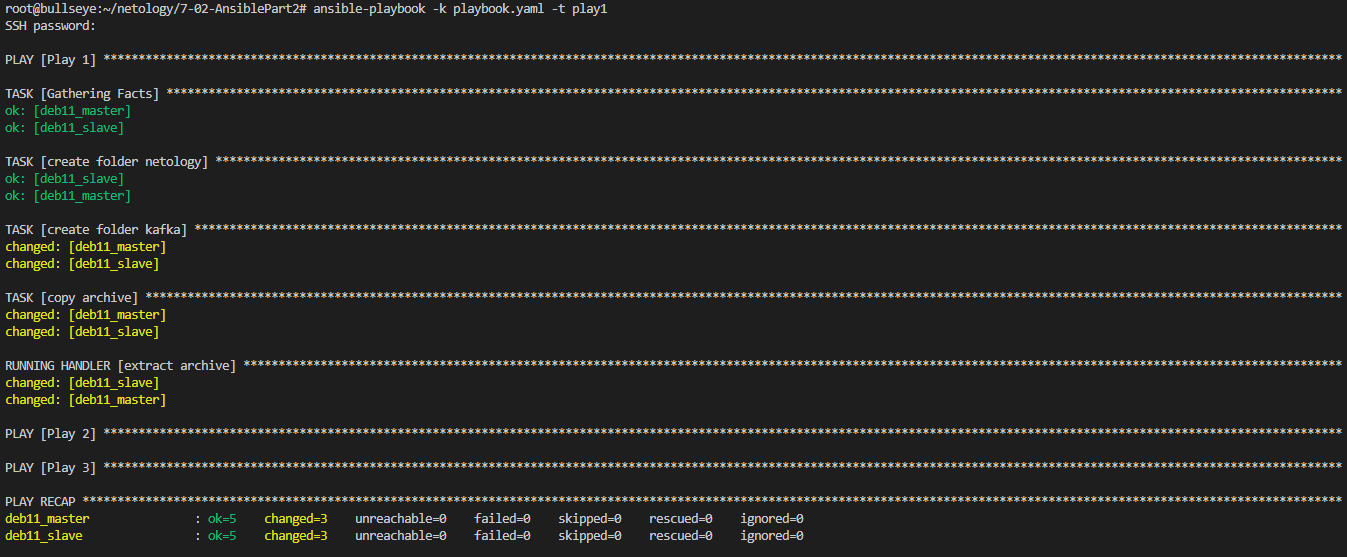 root@bullseye:~/netology/7-02-AnsiblePart2# ansible-playbook -k playbook.yaml -t play1
SSH password:
PLAY [Play 1] ******************************************************************************************************************************************************************************
TASK [Gathering Facts] *********************************************************************************************************************************************************************
ok: [deb11_master]
ok: [deb11_slave]
TASK [create folder netology] **************************************************************************************************************************************************************
ok: [deb11_slave]
ok: [deb11_master]
TASK [create folder kafka] *****************************************************************************************************************************************************************
changed: [deb11_master]
changed: [deb11_slave]
TASK [copy archive] ************************************************************************************************************************************************************************
changed: [deb11_master]
changed: [deb11_slave]
RUNNING HANDLER [extract archive] **********************************************************************************************************************************************************
changed: [deb11_slave]
changed: [deb11_master]
PLAY [Play 2] ******************************************************************************************************************************************************************************
PLAY [Play 3] ******************************************************************************************************************************************************************************
PLAY RECAP *********************************************************************************************************************************************************************************
deb11_master               : ok=5    changed=3    unreachable=0    failed=0    skipped=0    rescued=0    ignored=0
deb11_slave                : ok=5    changed=3    unreachable=0    failed=0    skipped=0    rescued=0    ignored=0